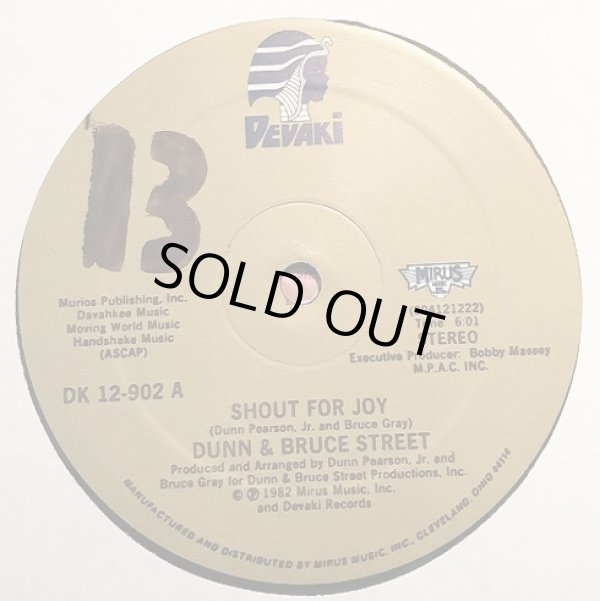 DEVAKI
13
MIRUS
MUSIC
INC.
Murios Publishing, Inc.
Davahkee Music
Moving World Music
Handshake Music
(ASCAP)
121222)
Time: 6:01
STEREO
Executive Producer: Bobby Massey
M.P.A.C. INC.
SOLD OUT
DK 12-902 A
SHOUT FOR JOY
(Dunn Pearson, Jr. and Bruce Gray)
DUNN & BRUCE STREET
Produced and Arranged by Dunn Pearson, Jr. and
Bruce Gray for Dunn & Bruce Street Productions, Inc.
© ℗ 1982 Mirus Music, Inc.
and Devaki Records
MANUFACTURED AND DISTRIBUTED BY MIRUS MUSIC, INC., CLEVELAND, OHIO 44114